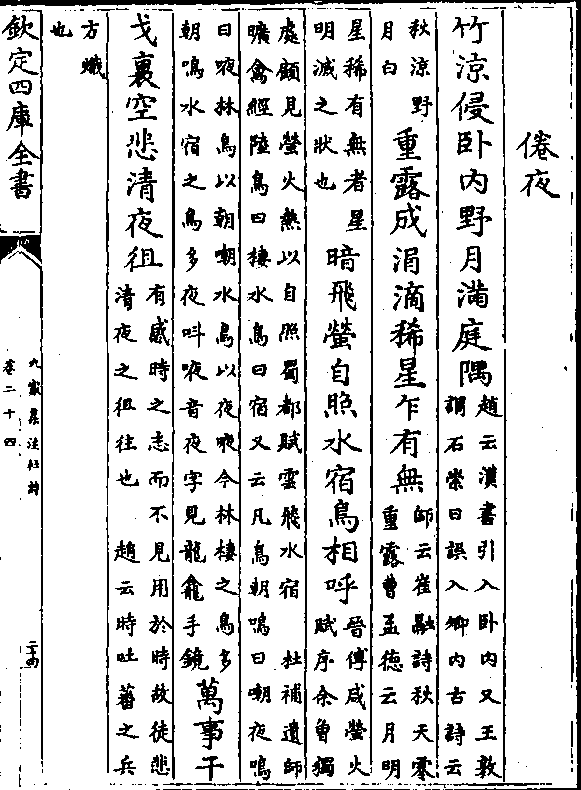 倦夜
竹涼侵卧内野月滿庭隅趙云漢書引入卧内又王敦謂石崇曰誤入卿内古詩云
秋涼野月白重露成涓滴稀星乍有無師云崔融詩秋天零重露曹孟德云月明
星稀有無者星明滅之狀也暗飛螢自照水宿鳥相呼晉傅咸螢火賦序余曾獨
處顧見螢火熱以自照蜀都賦雲飛水宿杜補遺師曠禽經陸鳥曰棲水鳥曰宿又云凡鳥朝鳴曰嘲夜鳴
曰㖡林鳥以朝嘲水鳥以夜㖡今林棲之鳥多朝鳴水宿之鳥多夜呌㖡音夜字見龍龕手鏡萬事干
戈裏空悲清夜徂有感時之志而不見用於時故徒悲清夜之徂往也趙云時吐蕃之兵
方熾也
欽定四庫全書
九家集注杜詩
卷二十四
二十四